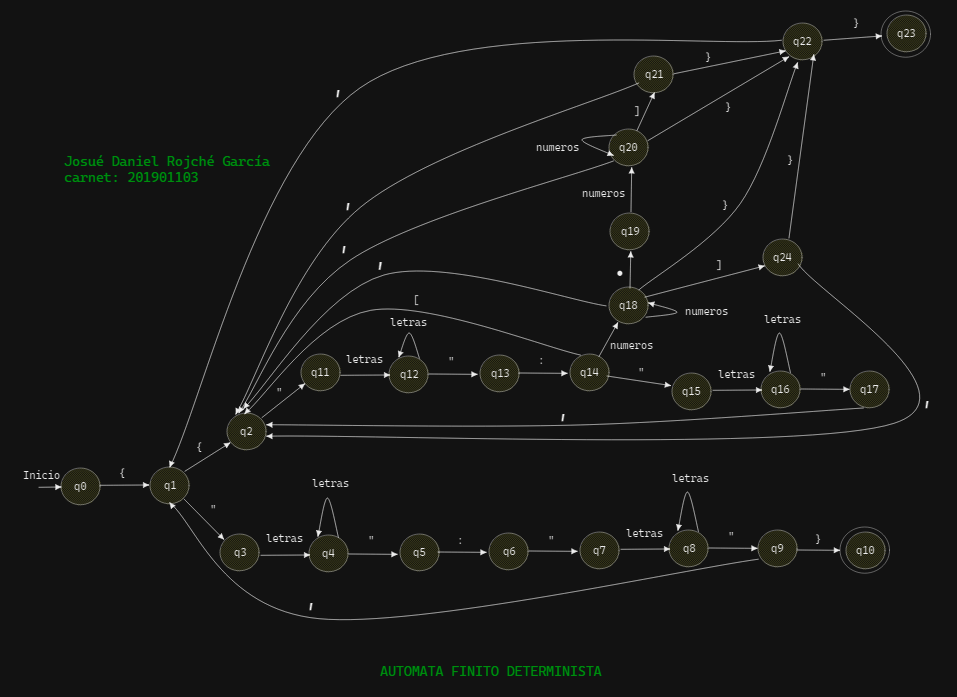 }
q23
q22
}
q21
,
]
}
numeros
q20
Josué Daniel Rojché García
carnet: 201901103
}
numeros
,
}
q19
,
,
]
q24
.
[
q18
numeros
letras
letras
numeros
"
:
"
letras
q11
q12
q13
q14
letras
"
q15
q16
q17
"
,
,
q2
{
Inicio
{
q0
q1
letras
letras
"
letras
"
:
"
letras
"
}
q3
q4
q5
q6
q7
q8
q9
q10
,
AUTOMATA FINITO DETERMINISTA